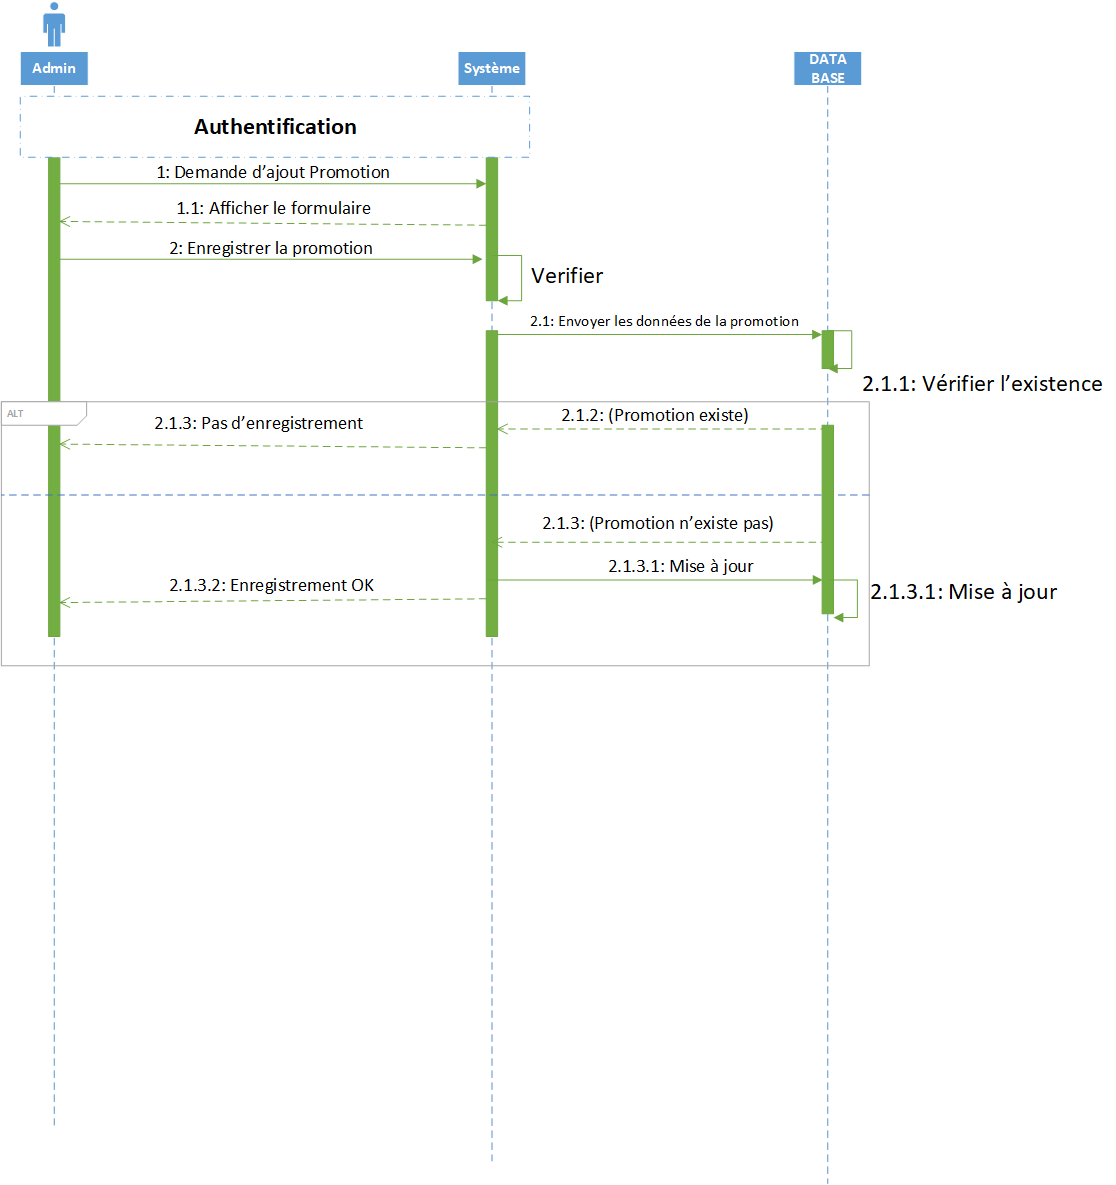 Admin
Système
DATA
BASE
Authentification
1: Demande d’ajout Promotion
1.1: Afficher le formulaire
2: Enregistrer la promotion
Verifier
2.1: Envoyer les données de la promotion
2.1.1: Vérifier l’existence
ALT
2.1.2: (Promotion existe)
2.1.3: Pas d’enregistrement
2.1.3: (Promotion n’existe pas)
2.1.3.1: Mise à jour
2.1.3.2: Enregistrement OK
2.1.3.1: Mise à jour